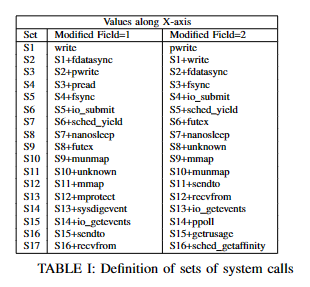 Values along X-axis
Set Modified Field=1 Modified Field=2
S1 write pwrite
S2 S1+fdatasync S1+write
S3 S2+pwrite S2+fdatasync
S4 S3+pread S3+fsync
S5 S4+fsync S4+io_submit
S6 S5+io_submit S5+sched_yield
S7 S6+sched_yield S6+futex
S8 S7+nanosleep S7+nanosleep
S9 S8+futex S8+unknown
S10 S9+munmap S9+mmap
S11 S10+unknown S10+munmap
S12 S11+mmap S11+sendto
S13 S12+mprotect S12+recvfrom
S14 S13+sysdigevent S13+io_getevents
S15 S14+io_getevents S14+ppoll
S16 S15+sendto S15+getrusage
S17 S16+recvfrom S16+sched_getaffinity
TABLE I: Definition of sets of system calls